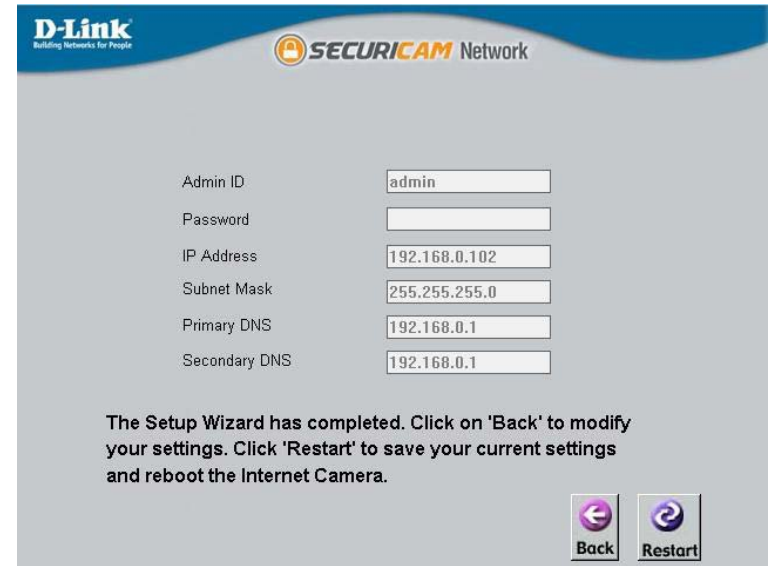 D-Link
Building Networks for People
SECURICAM Network
Admin ID admin
Password
IP Address 192.168.0.102
Subnet Mask 255.255.255.0
Primary DNS 192.168.0.1
Secondary DNS 192.168.0.1
The Setup Wizard has completed. Click on 'Back' to modify
your settings. Click 'Restart' to save your current settings
and reboot the Internet Camera.
Back Restart